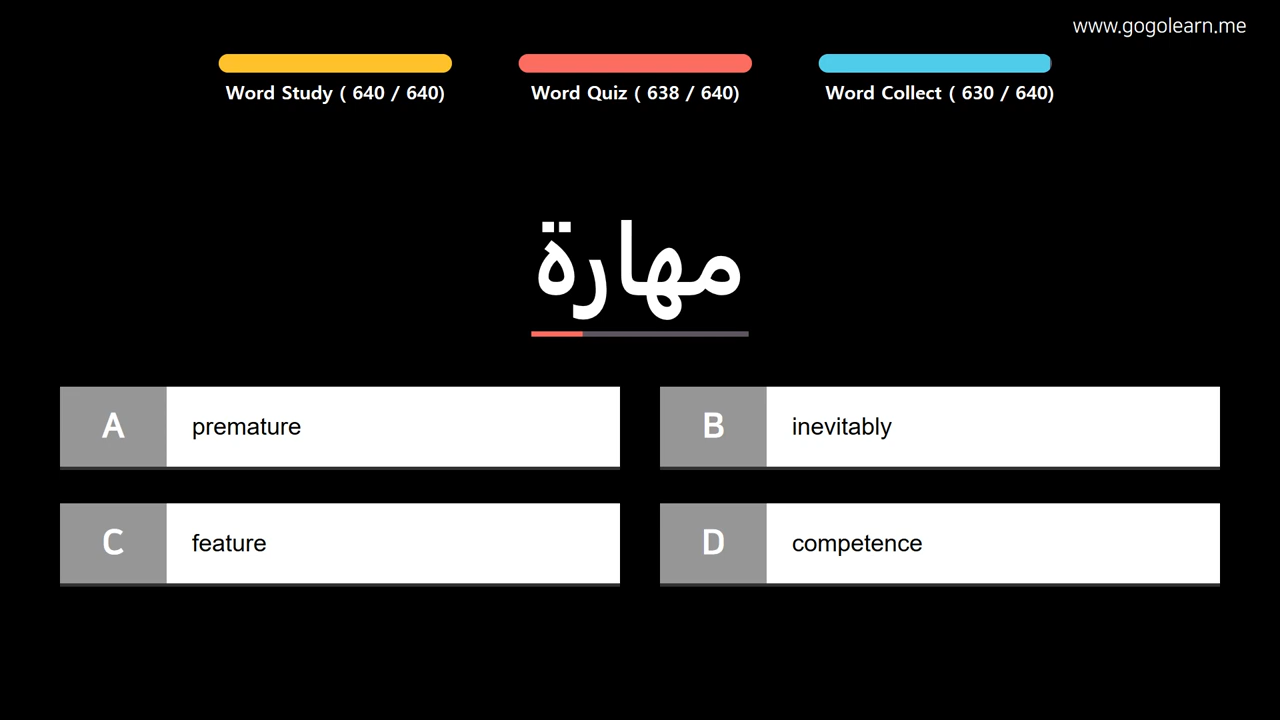 www.gogolearn.me
Word Study ( 640 / 640)
Word Quiz ( 638 / 640)
Word Collect ( 630 / 640)
مهارة
A premature
B inevitably
C feature
D competence